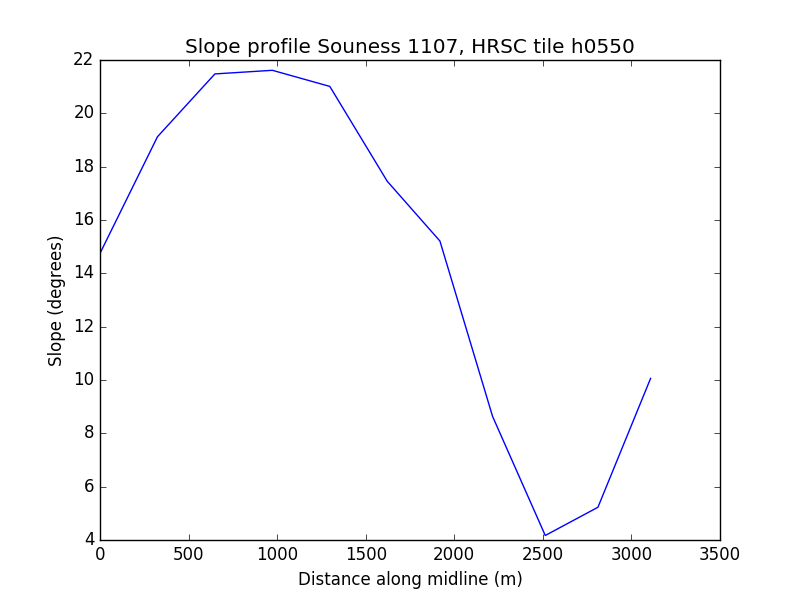 Slope profile Souness 1107, HRSC tile h0550
22
20
18
16
14
12
10
8
6
4
Slope (degrees)
0 500 1000 1500 2000 2500 3000 3500
Distance along midline (m)